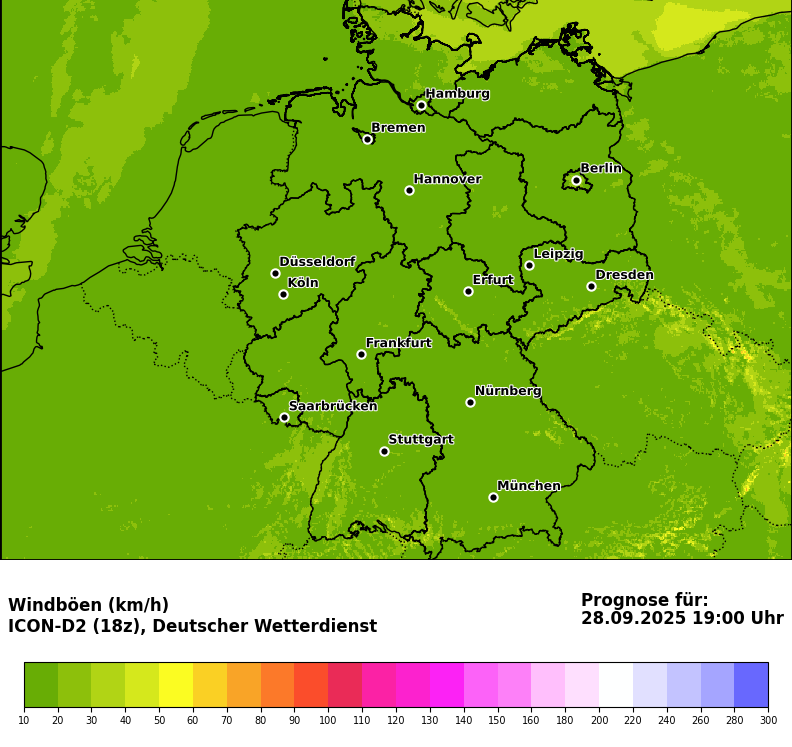 Hamburg
Bremen
Berlin
Hannover
Leipzig
Düsseldorf
Dresden
Köln
Erfurt
Frankfurt
Nürnberg
Saarbrücken
Stuttgart
München
Windböen (km/h)
ICON-D2 (18z), Deutscher Wetterdienst
Prognose für:
28.09.2025 19:00 Uhr
10 20 30 40 50 60 70 80 90 100 110 120 130 140 150 160 180 200 220 240 260 280 300